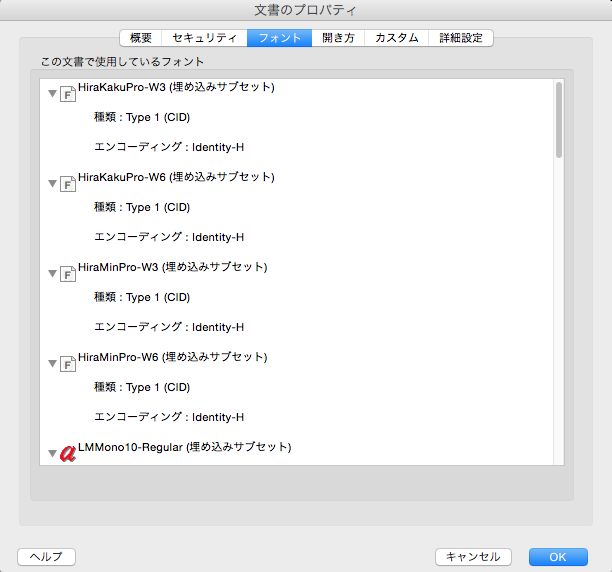 文書のプロパティ
概要 セキュリティ フォント 開き方 カスタム 詳細設定
この文書で使用しているフォント
HiraKakuPro-W3 (埋め込みサブセット)
種類 : Type 1 (CID)
エンコーディング : Identity-H
HiraKakuPro-W6 (埋め込みサブセット)
種類 : Type 1 (CID)
エンコーディング : Identity-H
HiraMinPro-W3 (埋め込みサブセット)
種類 : Type 1 (CID)
エンコーディング : Identity-H
HiraMinPro-W6 (埋め込みサブセット)
種類 : Type 1 (CID)
エンコーディング : Identity-H
LMMono10-Regular (埋め込みサブセット)
ヘルプ キャンセル OK